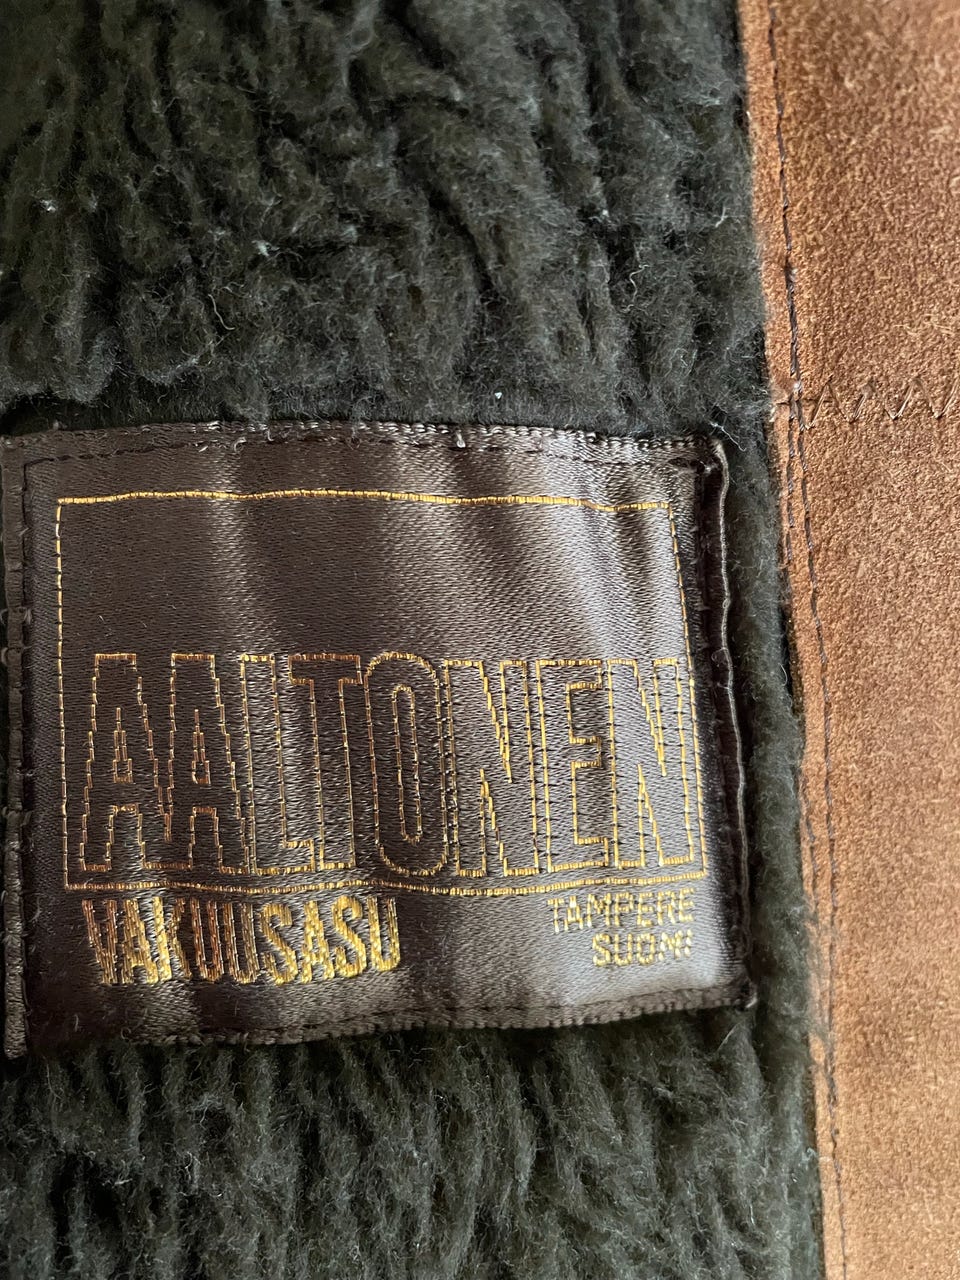 AALTONEN
VAKUUSASU
TAMPERE
SUOMI